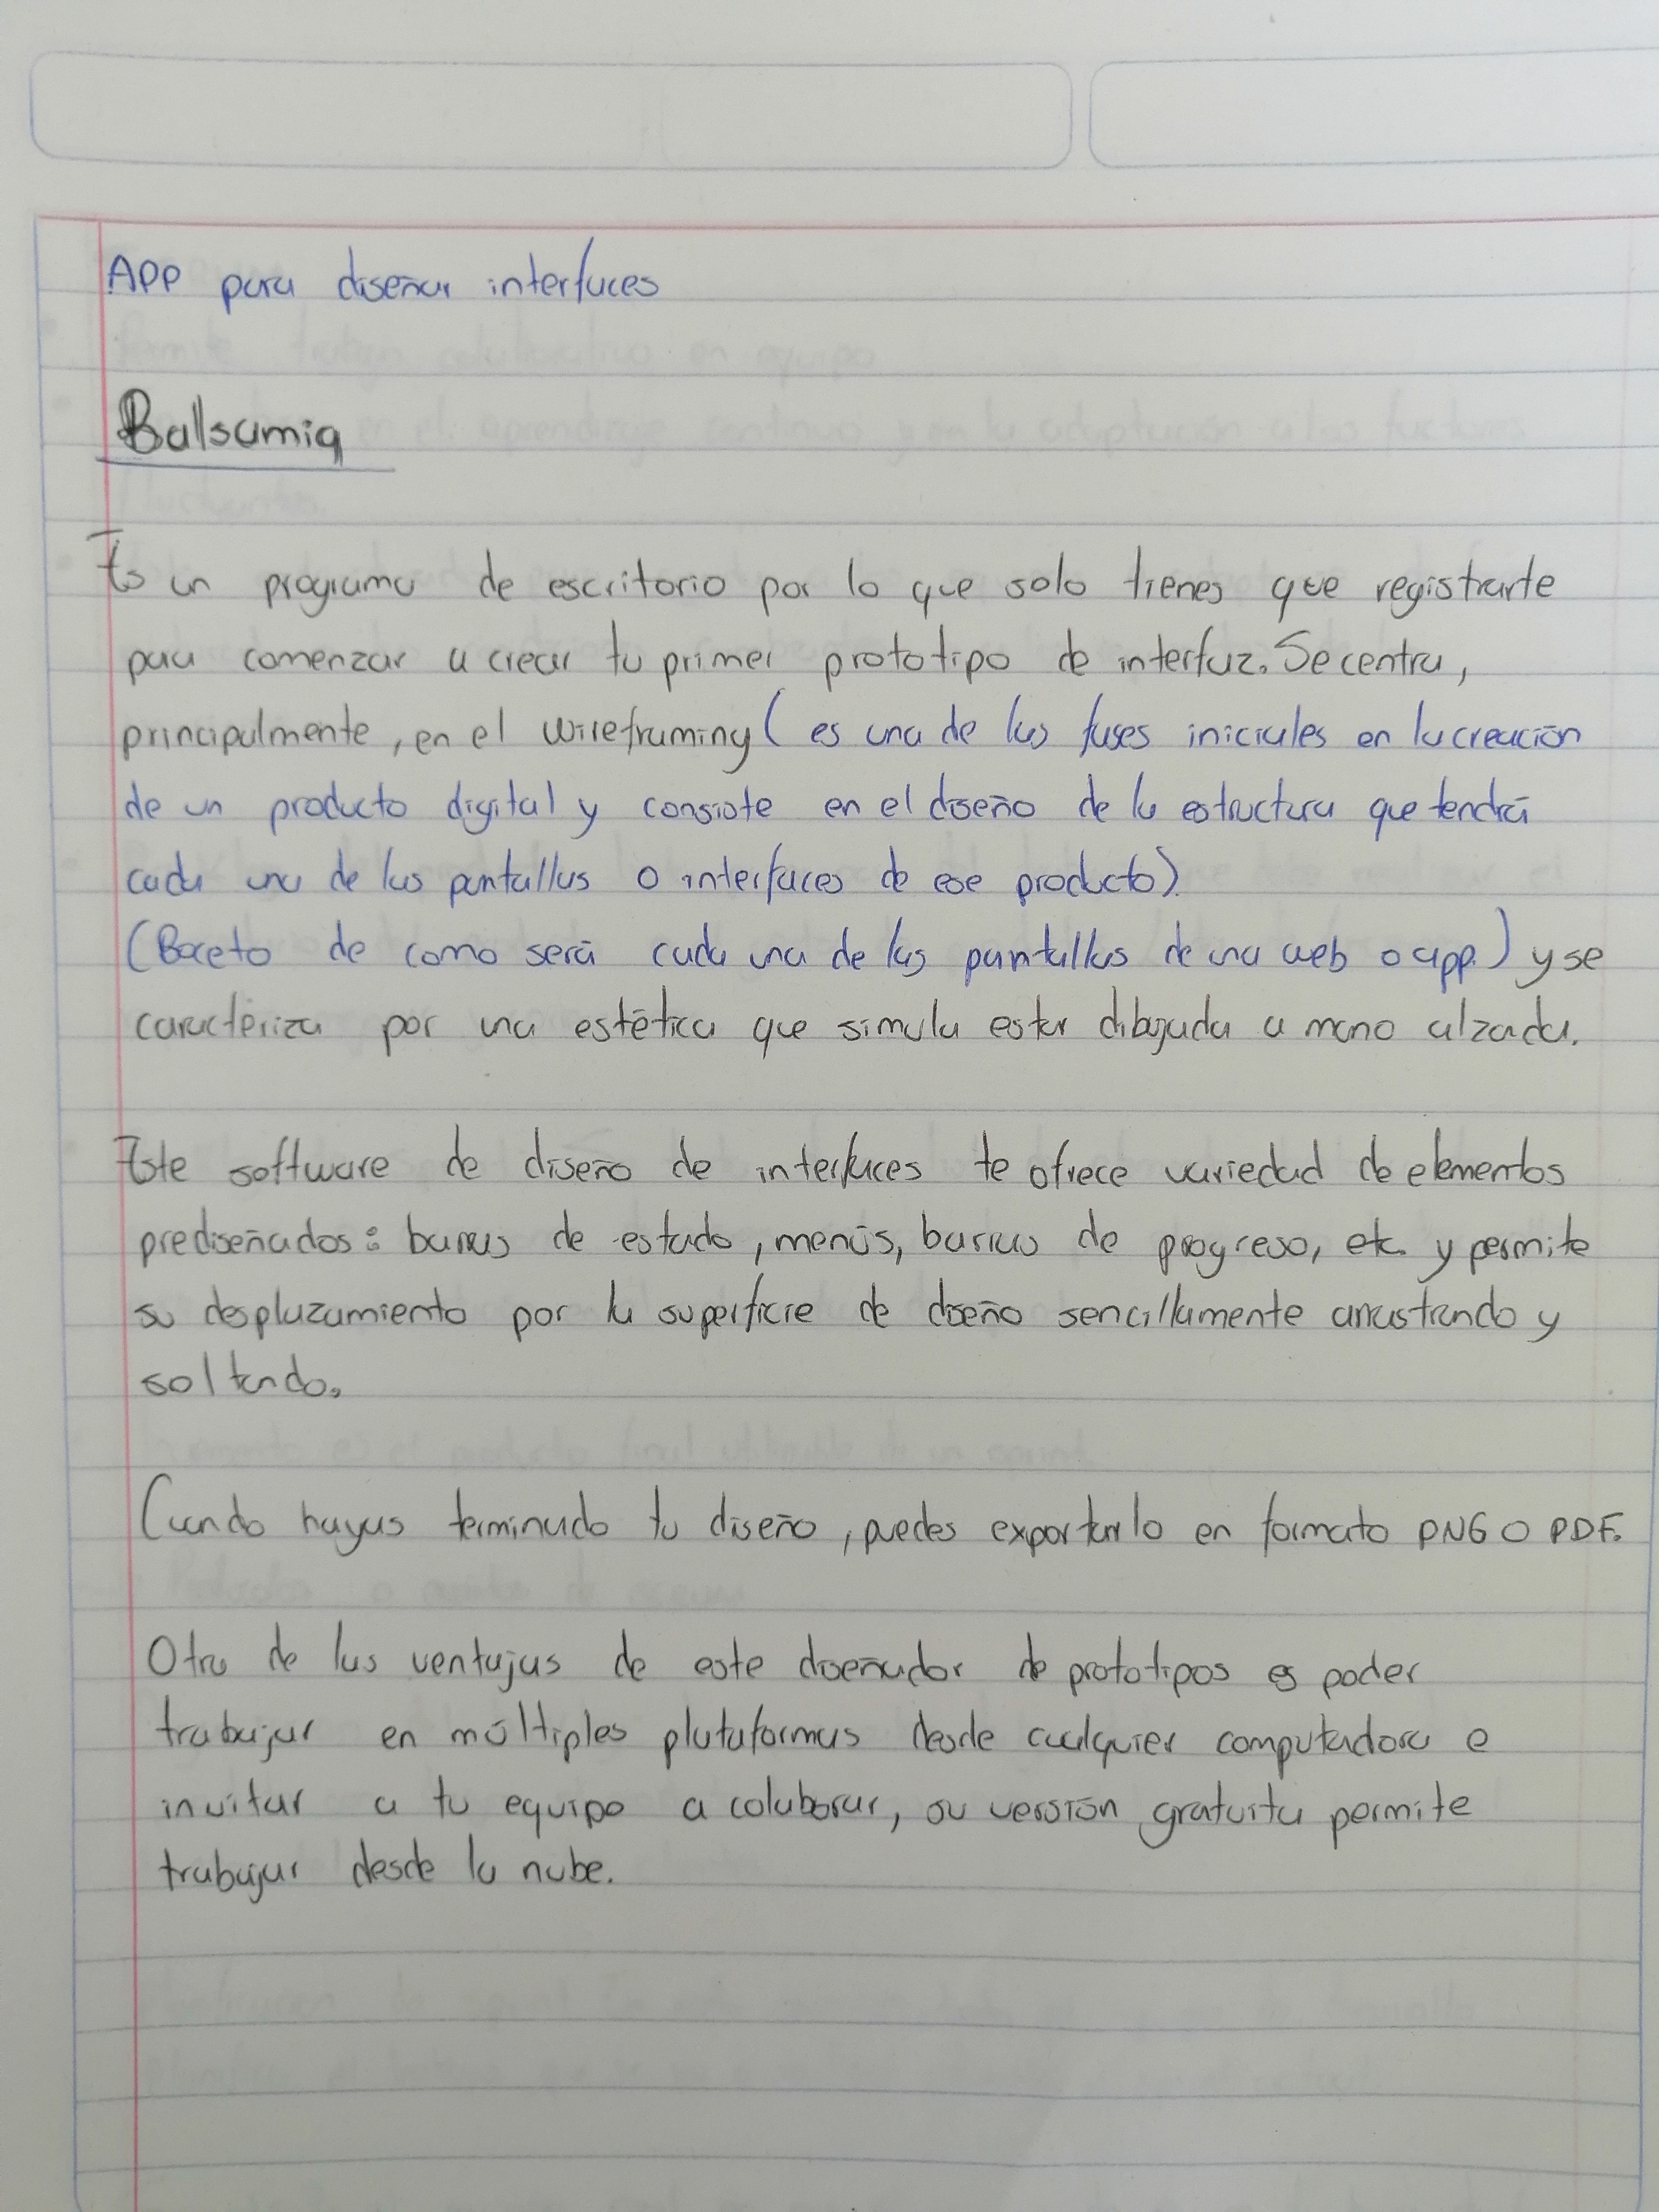 APP para diseñar interfaces
Balsamiq
Es un programa de escritorio por lo que solo tienes que registrarte
para comenzar a crear tu primer prototipo de interfaz. Se centra,
principalmente, en el wireframing (es una de las fases iniciales en la creación
de un producto digital y consiste en el diseño de la estructura que tendrá
cada una de las pantallas o interfaces de ese producto).
(Boceto de como será cada una de las pantallas de una web o app.) y se
caractériza por una estética que simula estar dibujada a mano alzada.
Este software de diseño de interfaces te ofrece variedad de elementos
prediseñados: barras de estado, menús, barras de progreso, etc. y permite
su desplazamiento por la superficie de diseño sencillamente arrastrando y
soltando.
Cuando hayas terminado tu diseño, puedes exportarlo en formato PNG O PDF.
Otra de las ventajas de este diseñador de prototipos es poder
trabajar en múltiples plataformas desde cualquier computadora e
invitar a tu equipo a colaborar, su versión gratuita permite
trabajar desde la nube.